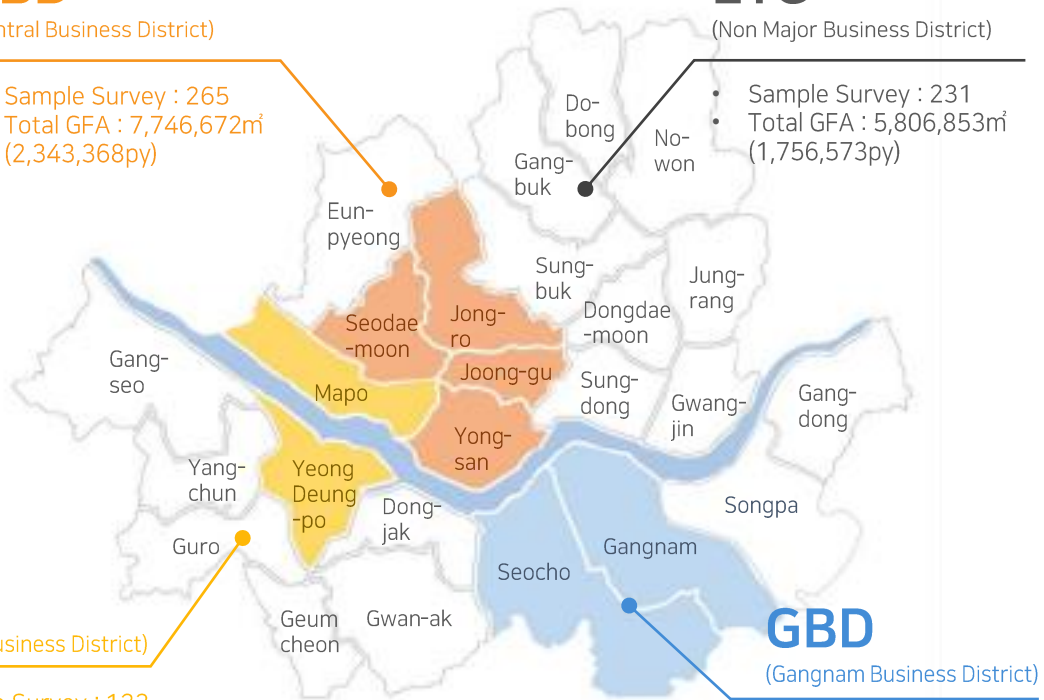 (Non Major Business District)
ntral Business District)
Sample Survey : 265
Total GFA : 7,746,672㎡
(2,343,368py)
• Sample Survey : 231
• Total GFA : 5,806,853㎡
(1,756,573py)
Do-
bong
No-
won
Gang-
buk
Eun-
pyeong
Sung-
buk
Jung-
rang
Dongdae
-moon
Seodae
-moon
Jong-
ro
Gang-
seo
Mapo
Joong-gu
Sung-
dong
Gwang-
jin
Gang-
dong
Yong-
san
Yang-
chun
Yeong
Deung
-po
Dong-
jak
Songpa
Guro
Gangnam
Seocho
Geum
cheon
Gwan-ak
GBD
(Gangnam Business District)
usiness District)